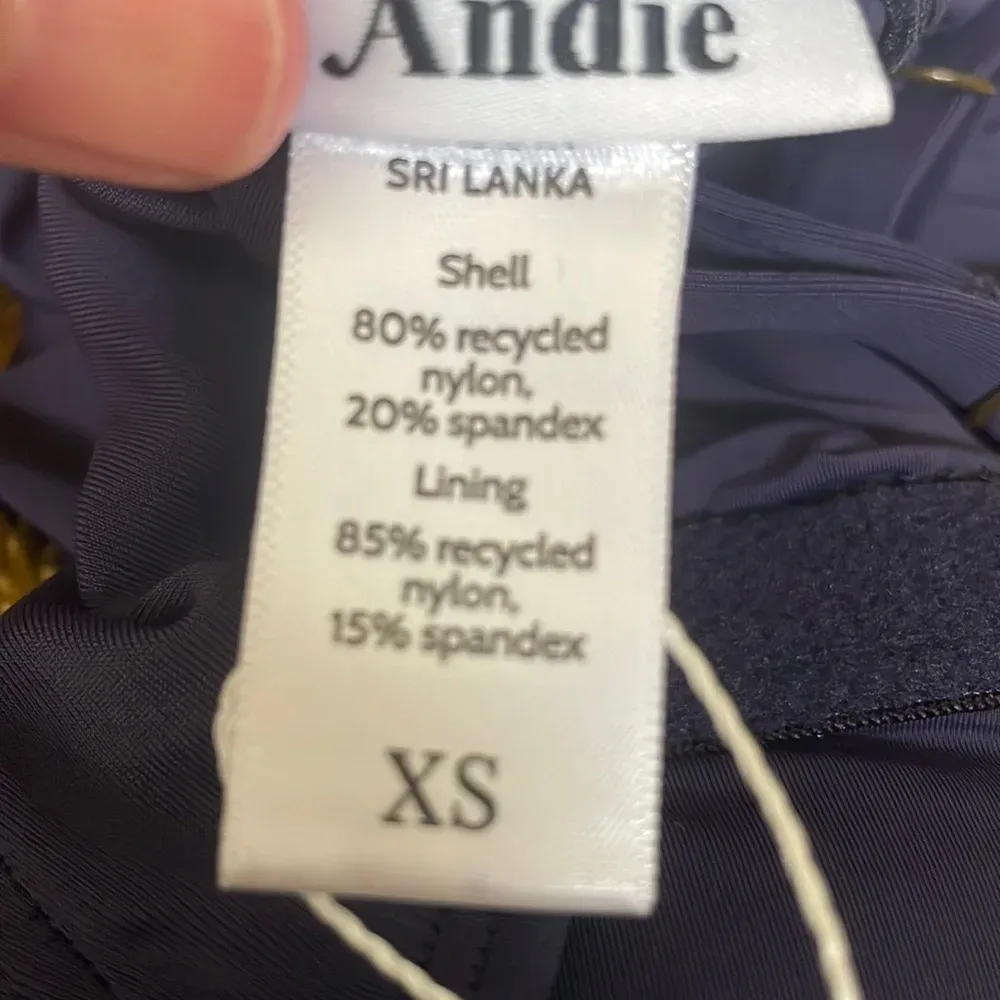 Andie
SRI LANKA
Shell
80% recycled
nylon,
20% spandex
Lining
85% recycled
nylon,
15% spandex
XS